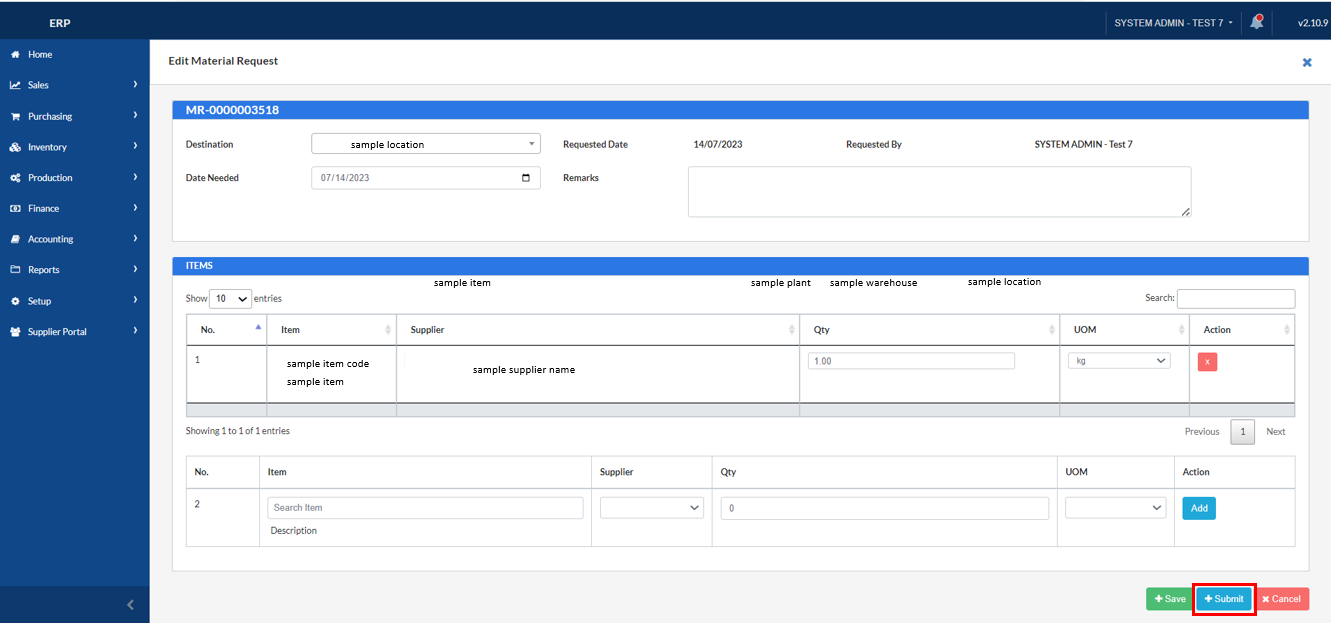 ERP
SYSTEM ADMIN - TEST 7
v2.10.9
Home
Sales
Purchasing
Inventory
Production
Finance
Accounting
Reports
Setup
Supplier Portal
Edit Material Request
MR-0000003518
Destination sample location Requested Date 14/07/2023 Requested By SYSTEM ADMIN - Test 7
Date Needed 07/14/2023 Remarks
ITEMS
sample item sample plant sample warehouse sample location
Show 10 entries Search:
No. Item Supplier Qty UOM Action
1 sample item code sample supplier name 1.00 kg x
sample item
Showing 1 to 1 of 1 entries Previous 1 Next
No. Item Supplier Qty UOM Action
2 Search Item 0 Add
Description
+ Save + Submit × Cancel